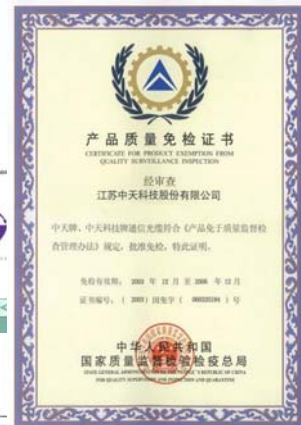 产品质量免检证书
CERTIFICATE FOR PRODUCT EXEMPTION FROM
QUALITY SURVEILLANCE INSPECTION
经审查
江苏中天科技股份有限公司
中天牌、中天科技牌通信光缆符合《产品免于质量监督检
查管理办法》规定，批准免检，特此证明。
免检有效期： 2003 年 12 月 至 2006 年 12 月
证书编号：（ 2003 ）国免字（ ）号
中华人民共和国
国家质量监督检验检疫总局